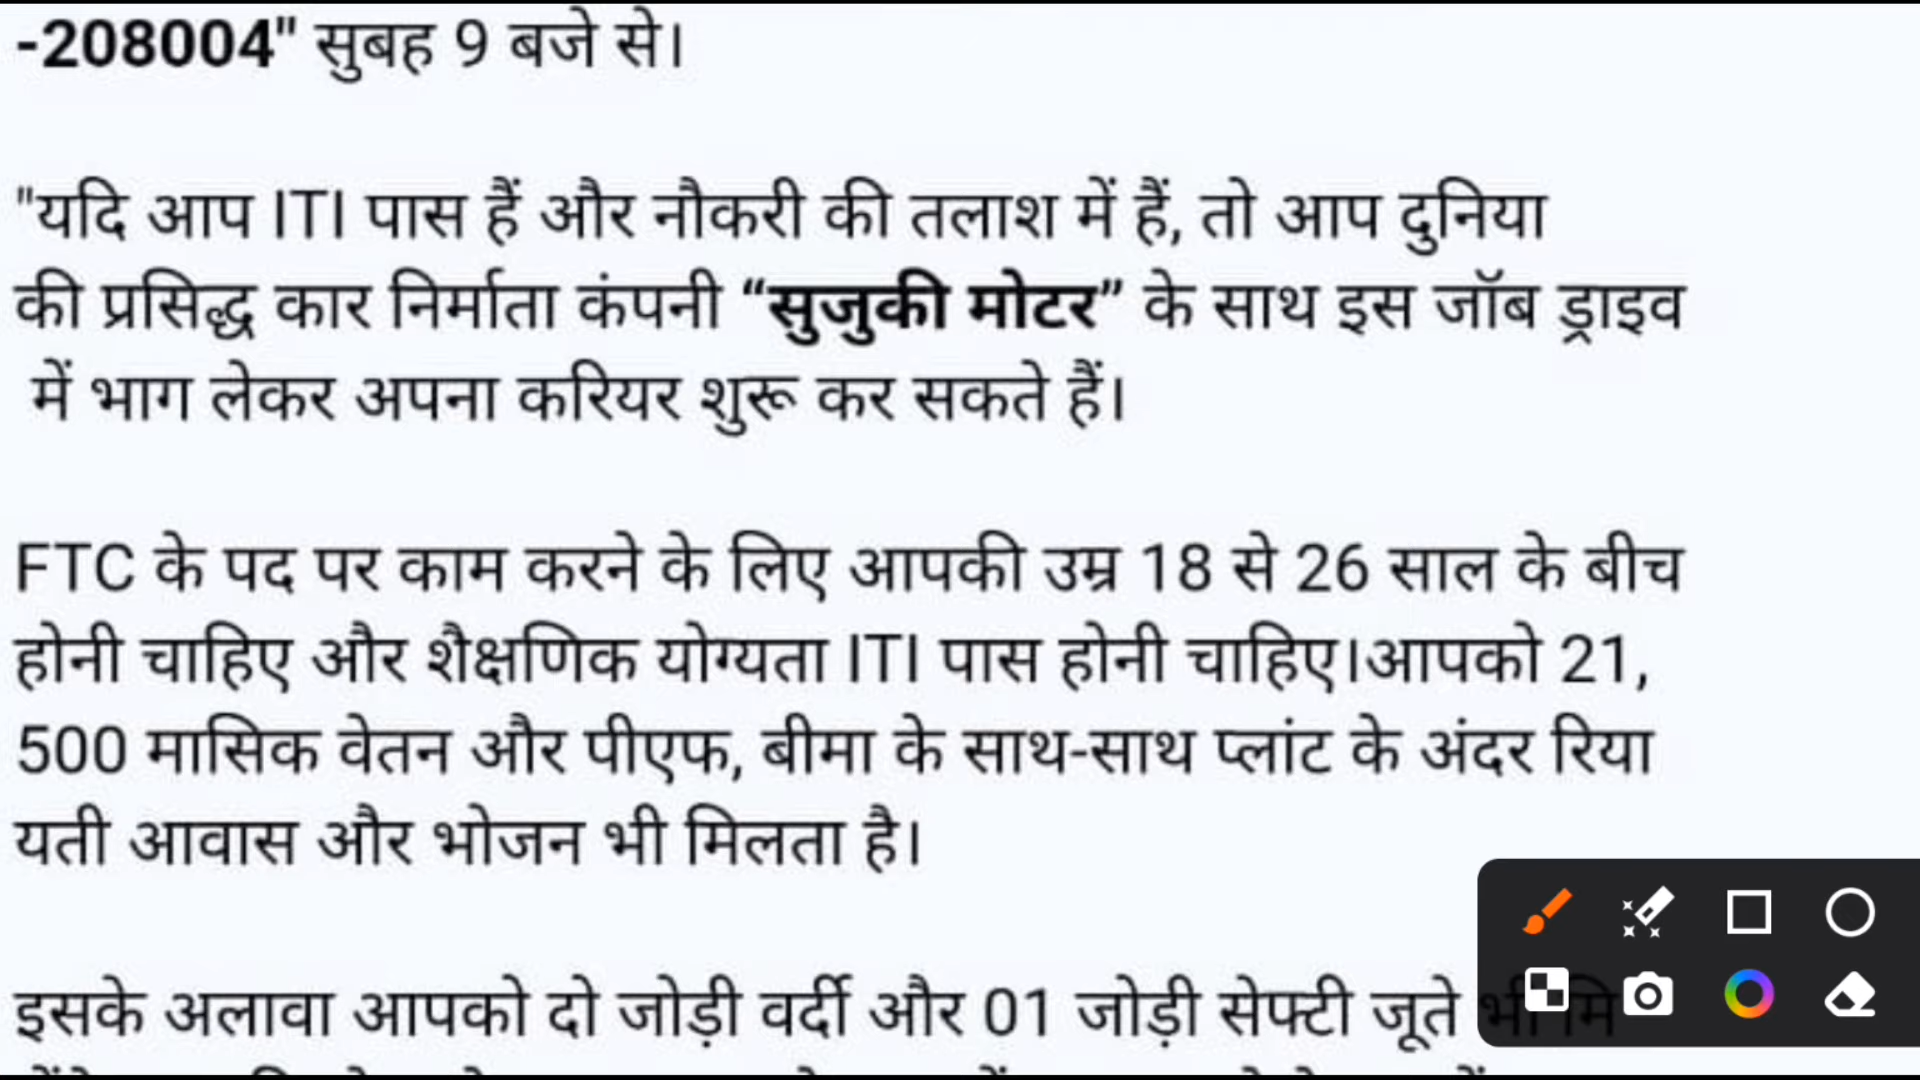 -208004" सुबह 9 बजे से।
"यदि आप ITI पास हैं और नौकरी की तलाश में हैं, तो आप दुनिया
की प्रसिद्ध कार निर्माता कंपनी “सुजुकी मोटर” के साथ इस जॉब ड्राइव
में भाग लेकर अपना करियर शुरू कर सकते हैं।
FTC के पद पर काम करने के लिए आपकी उम्र 18 से 26 साल के बीच
होनी चाहिए और शैक्षणिक योग्यता ITI पास होनी चाहिए।आपको 21,
500 मासिक वेतन और पीएफ, बीमा के साथ-साथ प्लांट के अंदर रिया
यती आवास और भोजन भी मिलता है।
इसके अलावा आपको दो जोड़ी वर्दी और 01 जोड़ी सेफ्टी जूते भी मि